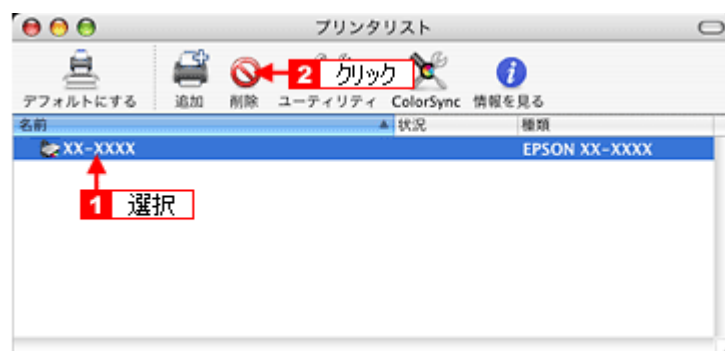 プリンタリスト
2 クリック
デフォルトにする 追加 削除 ユーティリティ ColorSync 情報を見る
名前 状況 種類
XX-XXXX EPSON XX-XXXX
1 選択